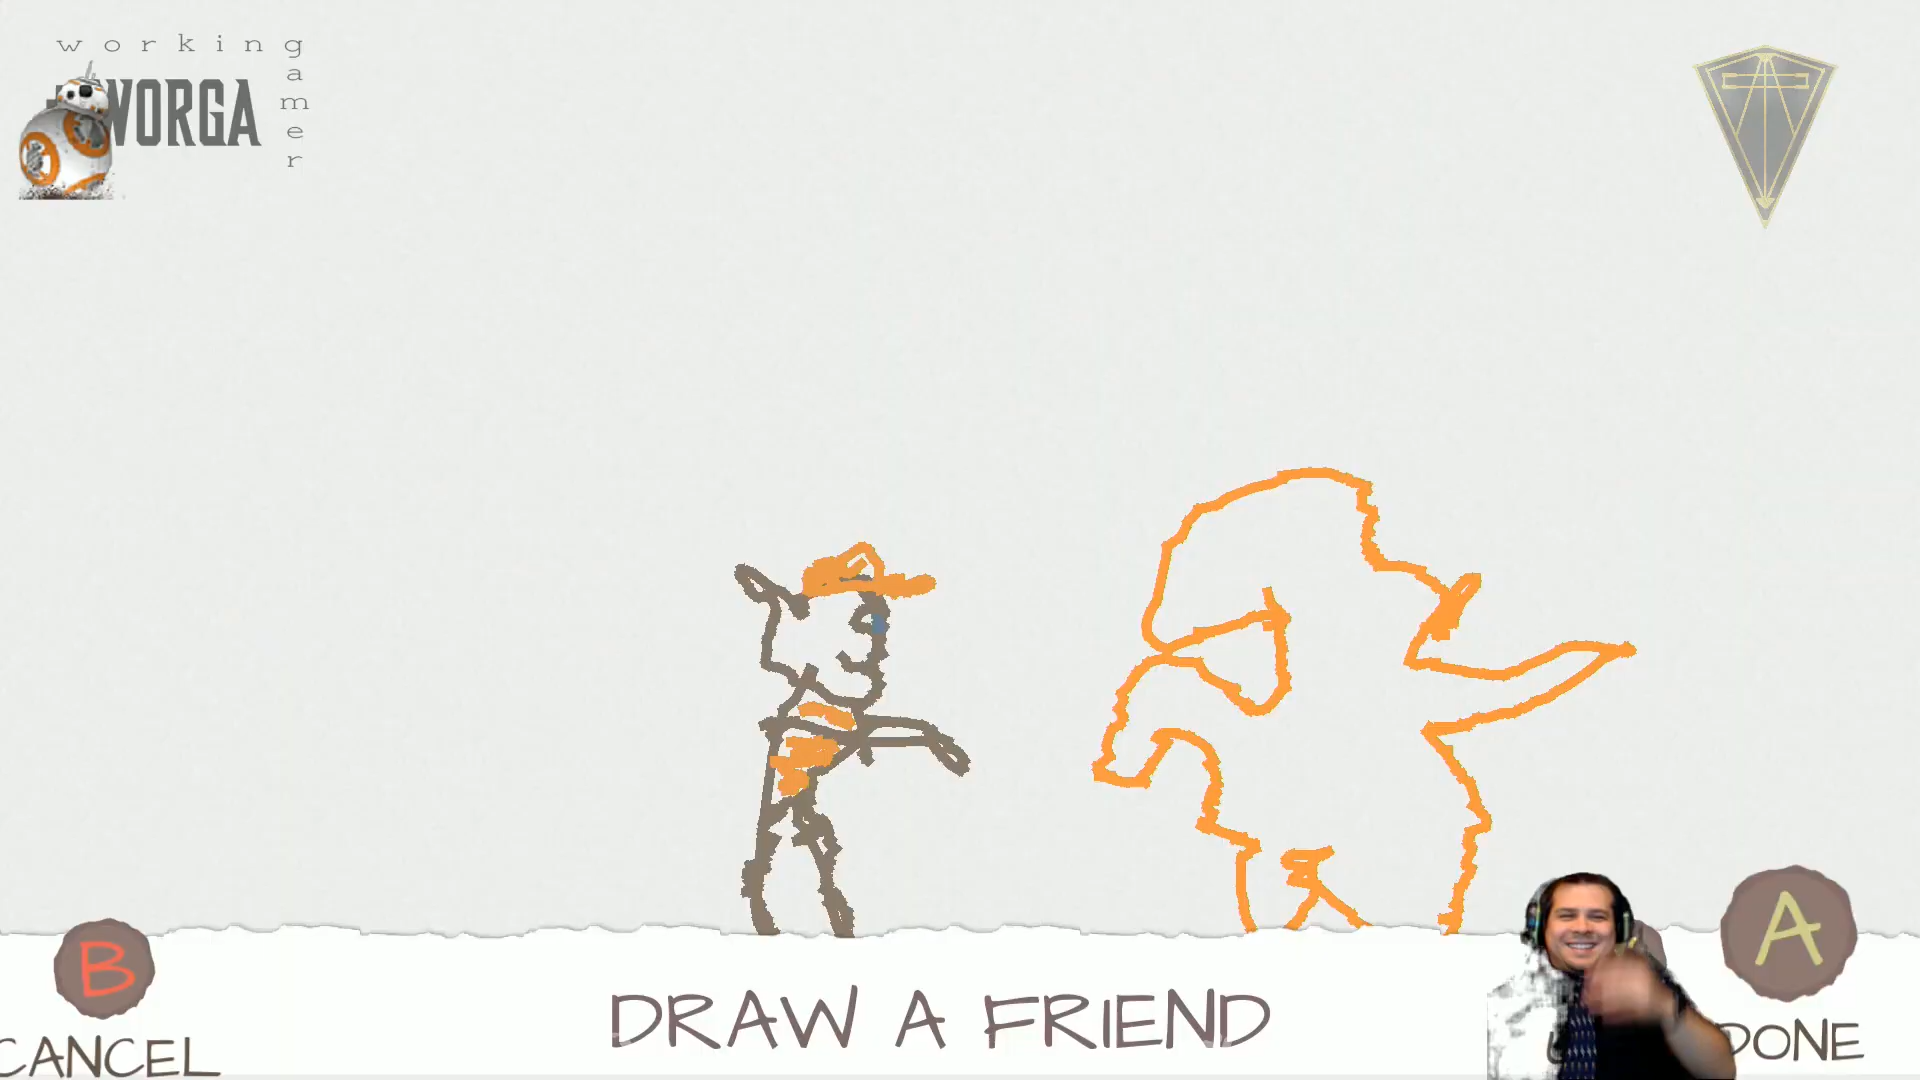 working
gamer
WORGA
B
CANCEL
DRAW A FRIEND
A
DONE